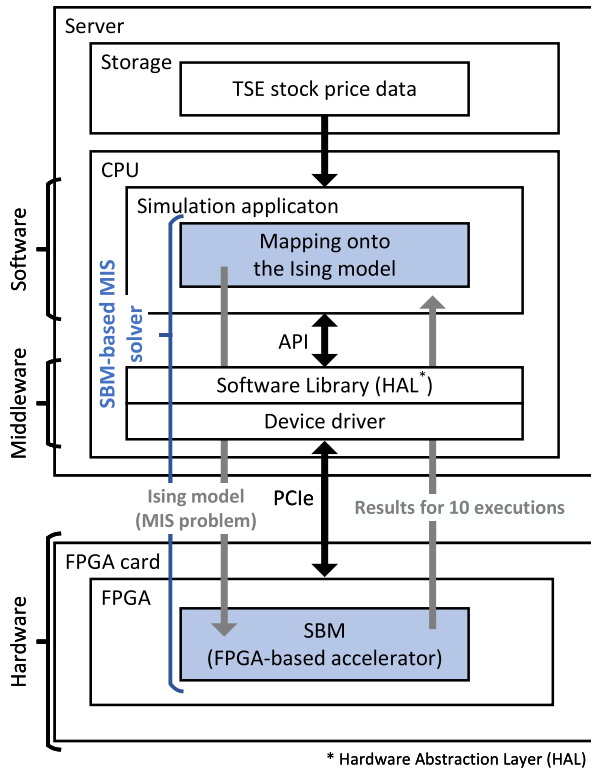 Server
Storage
TSE stock price data
CPU
Simulation applicaton
Mapping onto
the Ising model
Software
SBM-based MIS
solver
API
Middleware
Software Library (HAL*)
Device driver
Ising model
(MIS problem)
PCIe
Results for 10 executions
Hardware
FPGA card
FPGA
SBM
(FPGA-based accelerator)
* Hardware Abstraction Layer (HAL)